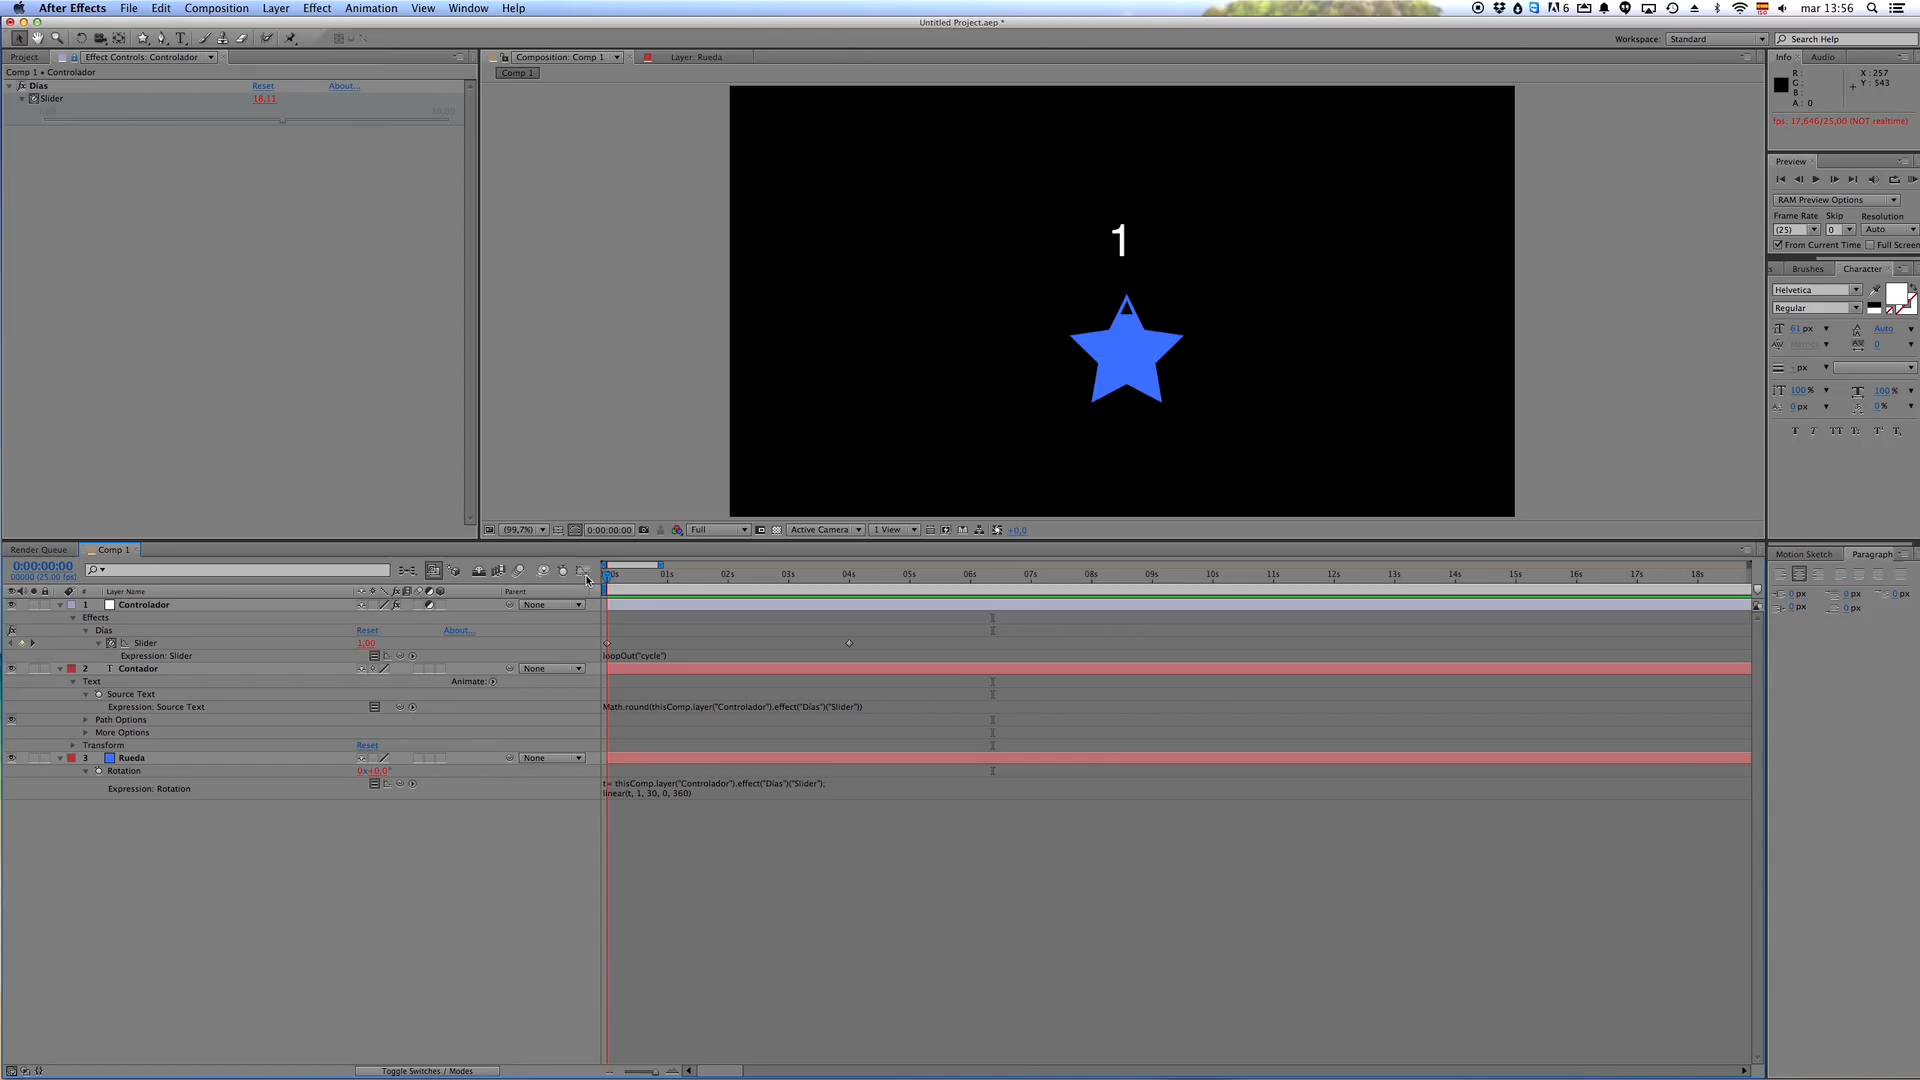 After Effects File Edit Composition Layer Effect Animation View Window Help
6 mar 13:56
Untitled Project.aep *
Workspace: Standard Search Help
Project Effect Controls: Controlador
Composition: Comp 1 Layer: Rueda
Info Audio
Comp 1 • Controlador
Comp 1
fx Días Reset About...
Slider 18,11
R :
G :
B :
A : 0
X : 257
Y : 543
fps: 17,646/25,00 (NOT realtime)
Preview
RAM Preview Options
Frame Rate Skip Resolution
(25) 0 Auto
From Current Time Full Screen
Brushes Character
Helvetica
Regular
61 px Auto
Metrics 0
- px
100 % 100 %
0 px 0 %
T T TT Tt T' T,
1
(99,7%) 0:00:00:00 Full Active Camera 1 View +0,0
Render Queue Comp 1
Motion Sketch Paragraph
0:00:00:00
00000 (25.00 fps)
01s 02s 03s 04s 05s 06s 07s 08s 09s 10s 11s 12s 13s 14s 15s 16s 17s 18s
# Layer Name Parent
0 px 0 px 0 px
0 px 0 px
1 Controlador None
Effects
Días Reset About...
Slider 1,00
Expression: Slider loopOut("cycle")
2 T Contador None
Text Animate:
Source Text
Expression: Source Text Math.round(thisComp.layer("Controlador").effect("Días")("Slider"))
Path Options
More Options
Transform Reset
3 Rueda None
Rotation 0x+0,0°
Expression: Rotation t= thisComp.layer("Controlador").effect("Días")("Slider");
linear(t, 1, 30, 0, 360)
Toggle Switches / Modes